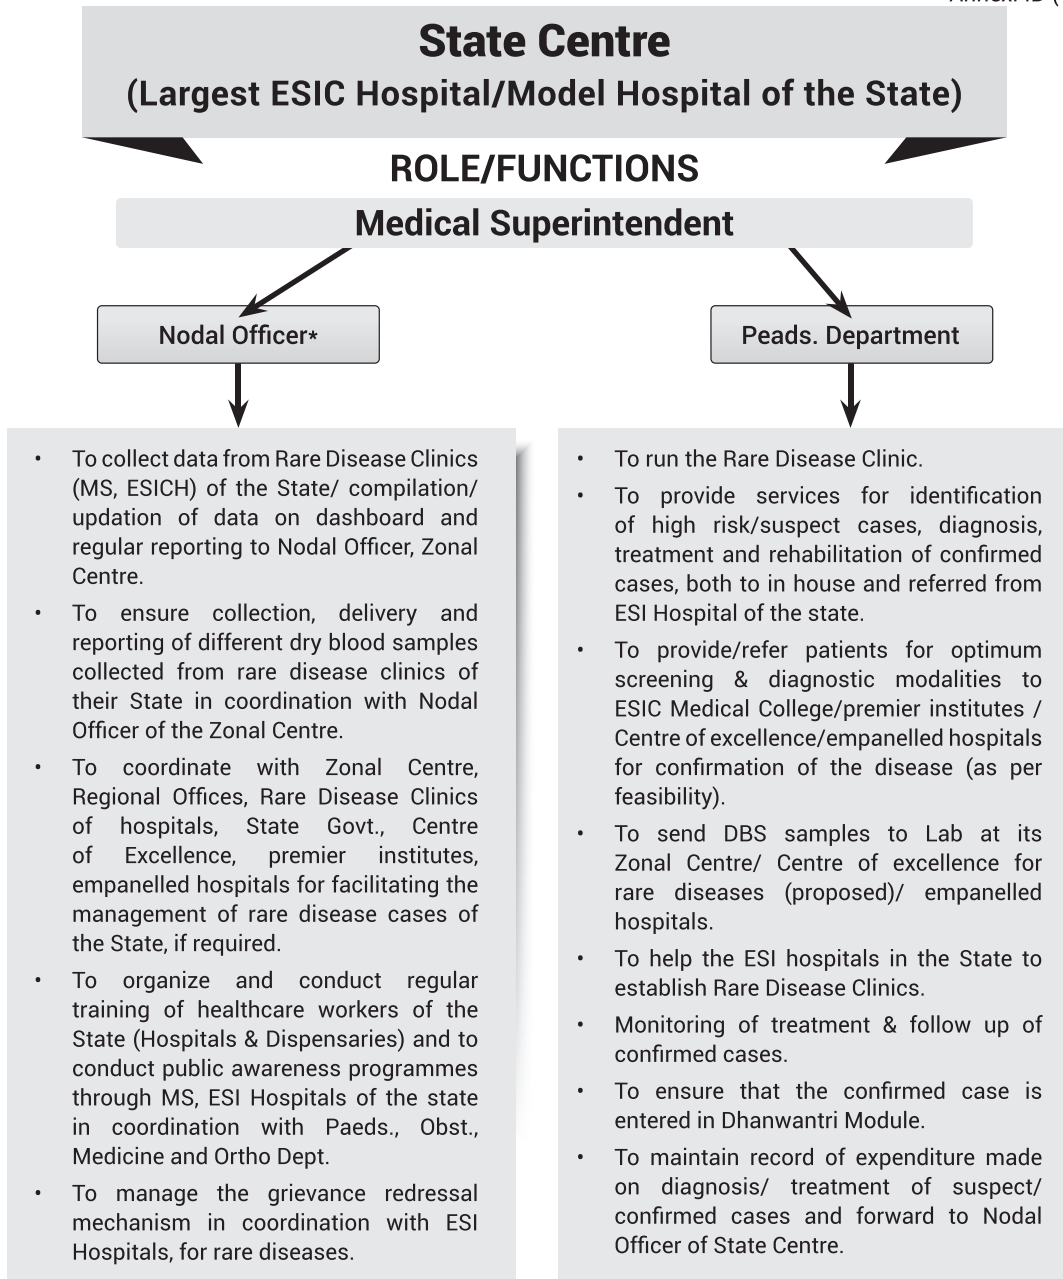 State Centre
(Largest ESIC Hospital/Model Hospital of the State)
ROLE/FUNCTIONS
Medical Superintendent
Nodal Officer*
• To collect data from Rare Disease Clinics
(MS, ESICH) of the State/ compilation/
updation of data on dashboard and
regular reporting to Nodal Officer, Zonal
Centre.
• To ensure collection, delivery and
reporting of different dry blood samples
collected from rare disease clinics of
their State in coordination with Nodal
Officer of the Zonal Centre.
• To coordinate with Zonal Centre,
Regional Offices, Rare Disease Clinics
of hospitals, State Govt., Centre
of Excellence, premier institutes,
empanelled hospitals for facilitating the
management of rare disease cases of
the State, if required.
• To organize and conduct regular
training of healthcare workers of the
State (Hospitals & Dispensaries) and to
conduct public awareness programmes
through MS, ESI Hospitals of the state
in coordination with Paeds., Obst.,
Medicine and Ortho Dept.
• To manage the grievance redressal
mechanism in coordination with ESI
Hospitals, for rare diseases.
Peads. Department
• To run the Rare Disease Clinic.
• To provide services for identification
of high risk/suspect cases, diagnosis,
treatment and rehabilitation of confirmed
cases, both to in house and referred from
ESI Hospital of the state.
• To provide/refer patients for optimum
screening & diagnostic modalities to
ESIC Medical College/premier institutes /
Centre of excellence/empanelled hospitals
for confirmation of the disease (as per
feasibility).
• To send DBS samples to Lab at its
Zonal Centre/ Centre of excellence for
rare diseases (proposed)/ empanelled
hospitals.
• To help the ESI hospitals in the State to
establish Rare Disease Clinics.
• Monitoring of treatment & follow up of
confirmed cases.
• To ensure that the confirmed case is
entered in Dhanwantri Module.
• To maintain record of expenditure made
on diagnosis/ treatment of suspect/
confirmed cases and forward to Nodal
Officer of State Centre.